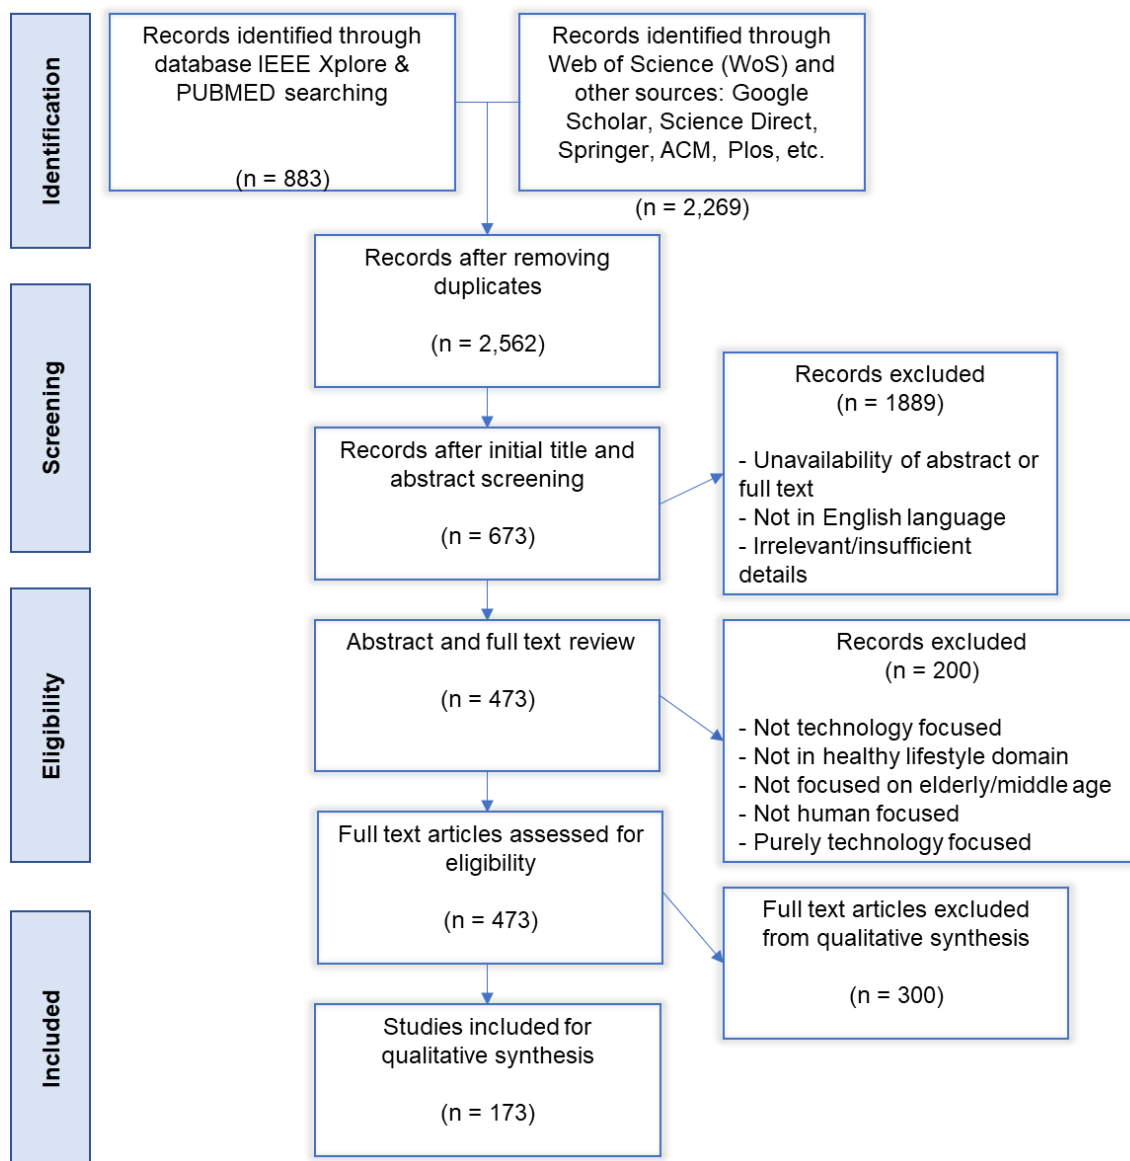 Identification
Records identified through
database IEEE Xplore &
PUBMED searching
(n = 883)
Records identified through
Web of Science (WoS) and
other sources: Google
Scholar, Science Direct,
Springer, ACM, Plos, etc.
(n = 2,269)
Records after removing
duplicates
(n = 2,562)
Screening
Records after initial title and
abstract screening
(n = 673)
Records excluded
(n = 1889)
- Unavailability of abstract or
full text
- Not in English language
- Irrelevant/insufficient
details
Eligibility
Abstract and full text review
(n = 473)
Records excluded
(n = 200)
- Not technology focused
- Not in healthy lifestyle domain
- Not focused on elderly/middle age
- Not human focused
- Purely technology focused
Full text articles assessed for
eligibility
(n = 473)
Full text articles excluded
from qualitative synthesis
(n = 300)
Included
Studies included for
qualitative synthesis
(n = 173)